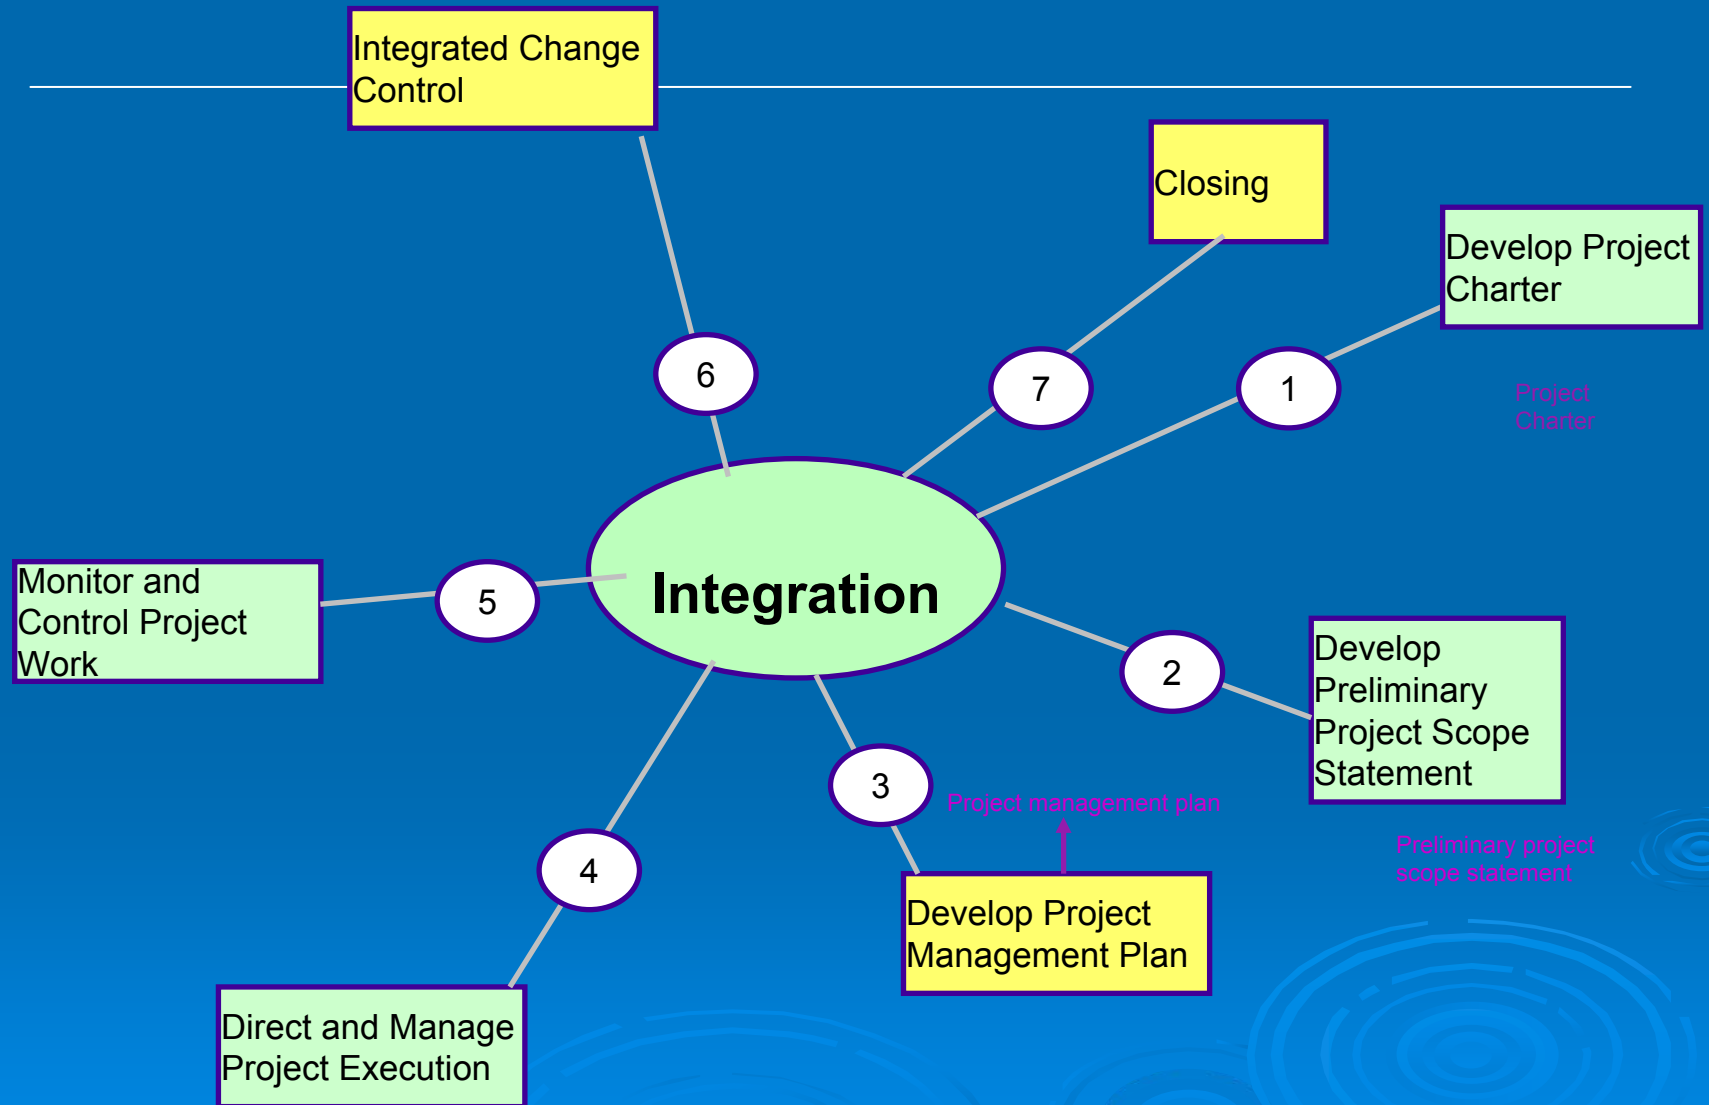 Integrated Change
Control
Closing
Develop Project
Charter
6
7
1
Project
Charter
Integration
Monitor and
Control Project
Work
5
2
Develop
Preliminary
Project Scope
Statement
3
Project management plan
Preliminary project
scope statement
4
Develop Project
Management Plan
Direct and Manage
Project Execution